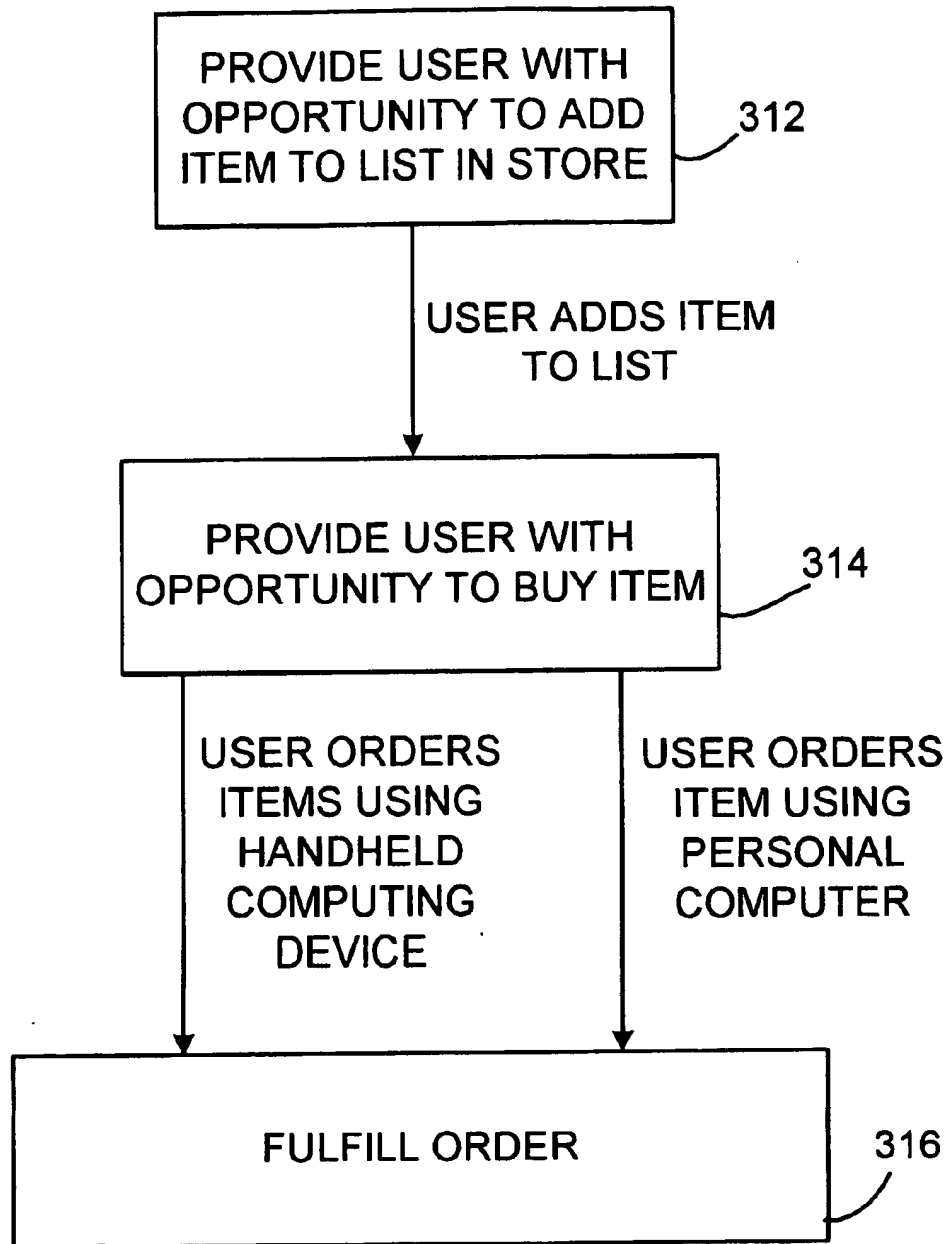 PROVIDE USER WITH
OPPORTUNITY TO ADD
ITEM TO LIST IN STORE
312
USER ADDS ITEM
TO LIST
PROVIDE USER WITH
OPPORTUNITY TO BUY ITEM
314
USER ORDERS
ITEMS USING
HANDHELD
COMPUTING
DEVICE
USER ORDERS
ITEM USING
PERSONAL
COMPUTER
FULFILL ORDER
316